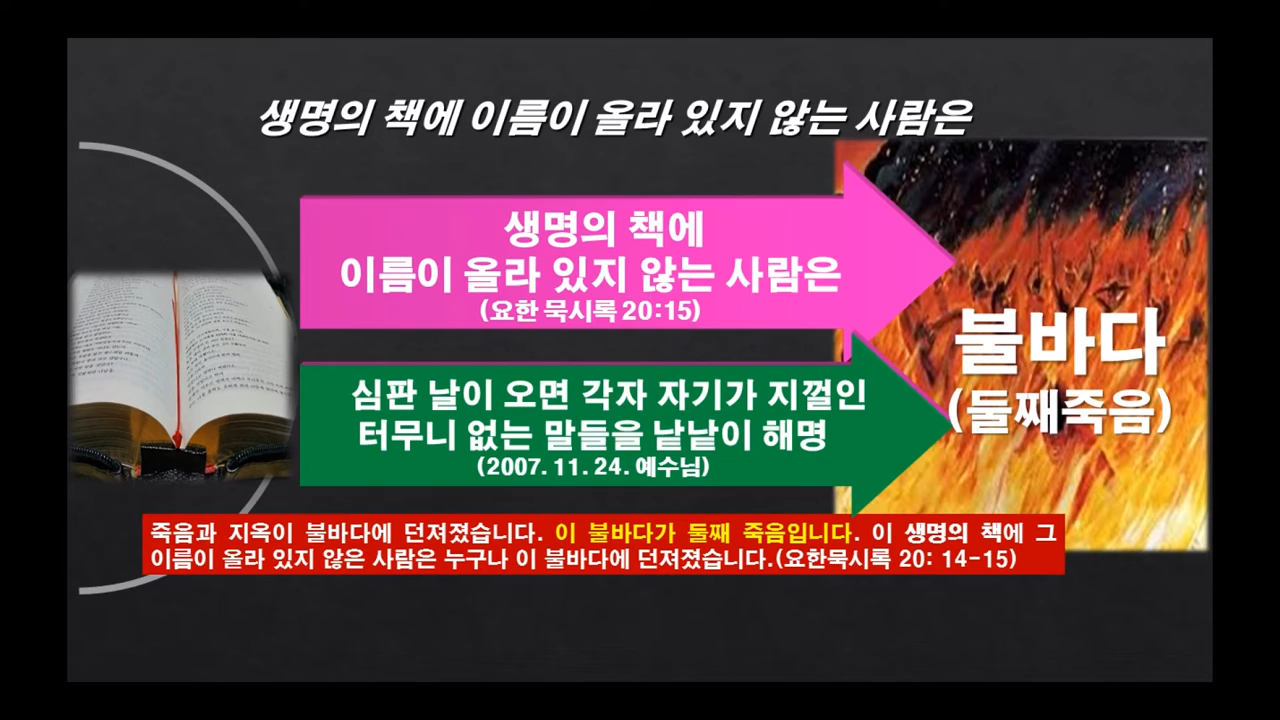 생명의 책에 이름이 올라 있지 않는 사람은
생명의 책에
이름이 올라 있지 않는 사람은
(요한 묵시록 20:15)
심판 날이 오면 각자 자기가 지껄인
터무니 없는 말들을 낱낱이 해명
(2007. 11. 24. 예수님)
불바다
(둘째죽음)
죽음과 지옥이 불바다에 던져졌습니다. 이 불바다가 둘째 죽음입니다. 이 생명의 책에 그
이름이 올라 있지 않은 사람은 누구나 이 불바다에 던져졌습니다.(요한묵시록 20: 14-15)